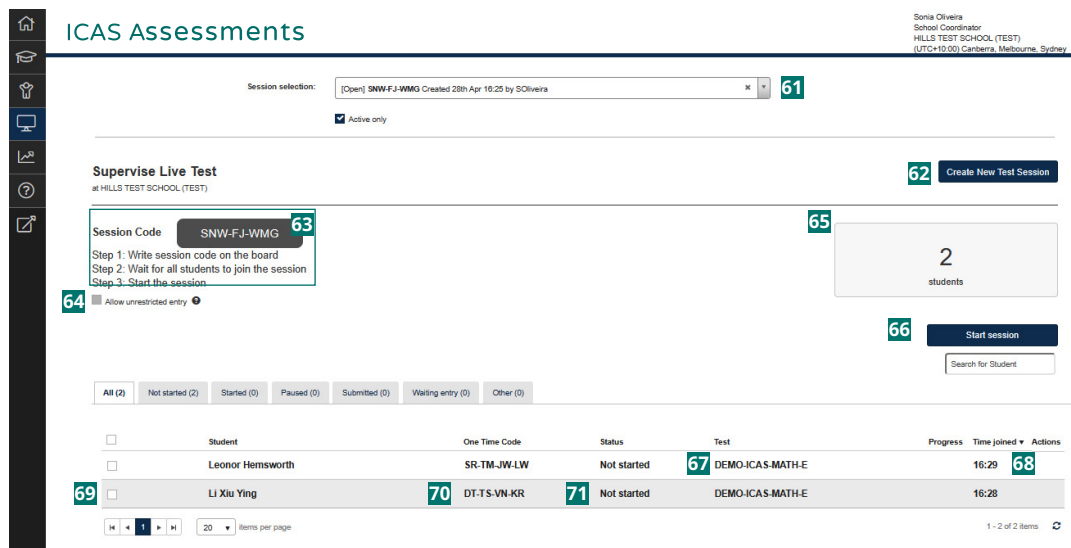 ICAS Assessments
Sonia Oliveira
School Coordinator
HILLS TEST SCHOOL (TEST)
(UTC+10:00) Canberra, Melbourne, Sydney
Session selection:
[Open] SNW-FJ-WMG Created 28th Apr 16:25 by SOliveira
61
Active only
Supervise Live Test
at HILLS TEST SCHOOL (TEST)
62
Create New Test Session
Session Code
SNW-FJ-WMG
63
Step 1: Write session code on the board
Step 2: Wait for all students to join the session
Step 3: Start the session
64
Allow unrestricted entry
65
2
students
66
Start session
Search for Student
All (2) Not started (2) Started (0) Paused (0) Submitted (0) Waiting entry (0) Other (0)
Student One Time Code Status Test Progress Time joined Actions
Leonor Hemsworth SR-TM-JW-LW Not started 67 DEMO-ICAS-MATH-E 16:29 68
69 Li Xiu Ying 70 DT-TS-VN-KR 71 Not started DEMO-ICAS-MATH-E 16:28
1 20 items per page 1 - 2 of 2 items